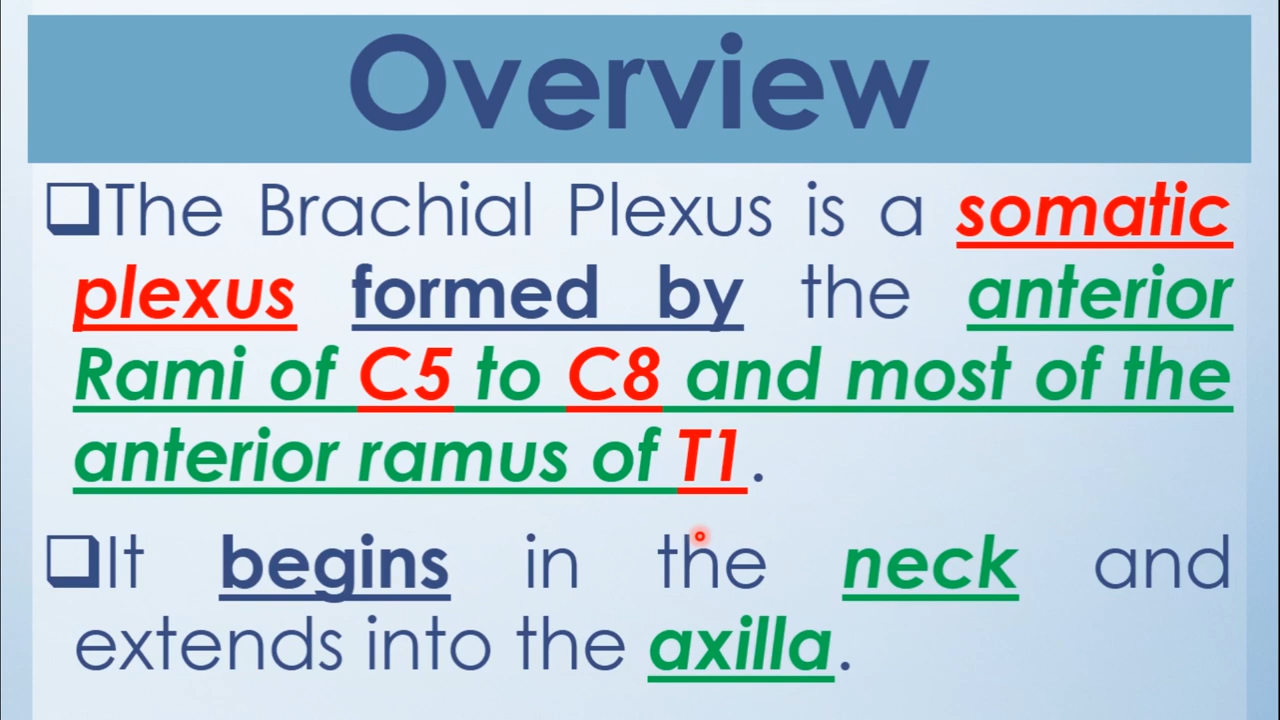 Overview
❑The Brachial Plexus is a somatic
plexus formed by the anterior
Rami of C5 to C8 and most of the
anterior ramus of T1.
❑It begins in the neck and
extends into the axilla.